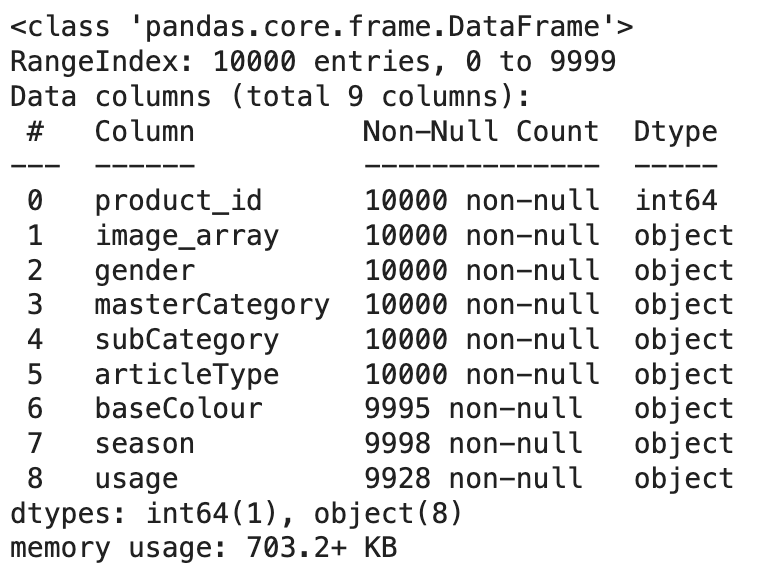 <class 'pandas.core.frame.DataFrame'>
RangeIndex: 10000 entries, 0 to 9999
Data columns (total 9 columns):
 #   Column          Non-Null Count  Dtype
---  ------          --------------  -----
 0   product_id      10000 non-null  int64
 1   image_array     10000 non-null  object
 2   gender          10000 non-null  object
 3   masterCategory  10000 non-null  object
 4   subCategory     10000 non-null  object
 5   articleType     10000 non-null  object
 6   baseColour      9995 non-null   object
 7   season          9998 non-null   object
 8   usage           9928 non-null   object
dtypes: int64(1), object(8)
memory usage: 703.2+ KB